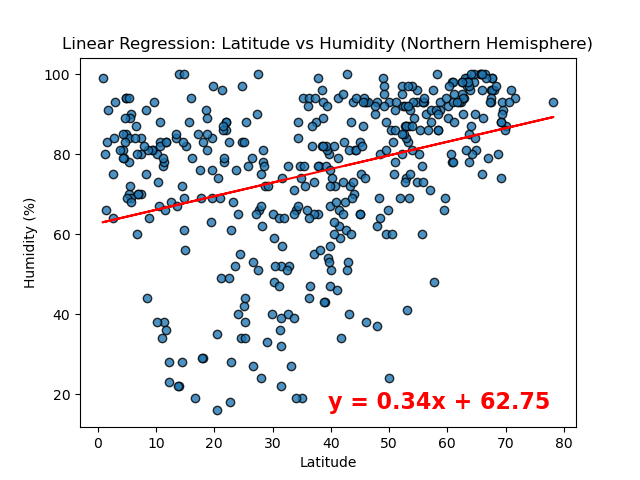 Linear Regression: Latitude vs Humidity (Northern Hemisphere)
Humidity (%)
100
80
60
40
20
y = 0.34x + 62.75
0 10 20 30 40 50 60 70 80
Latitude